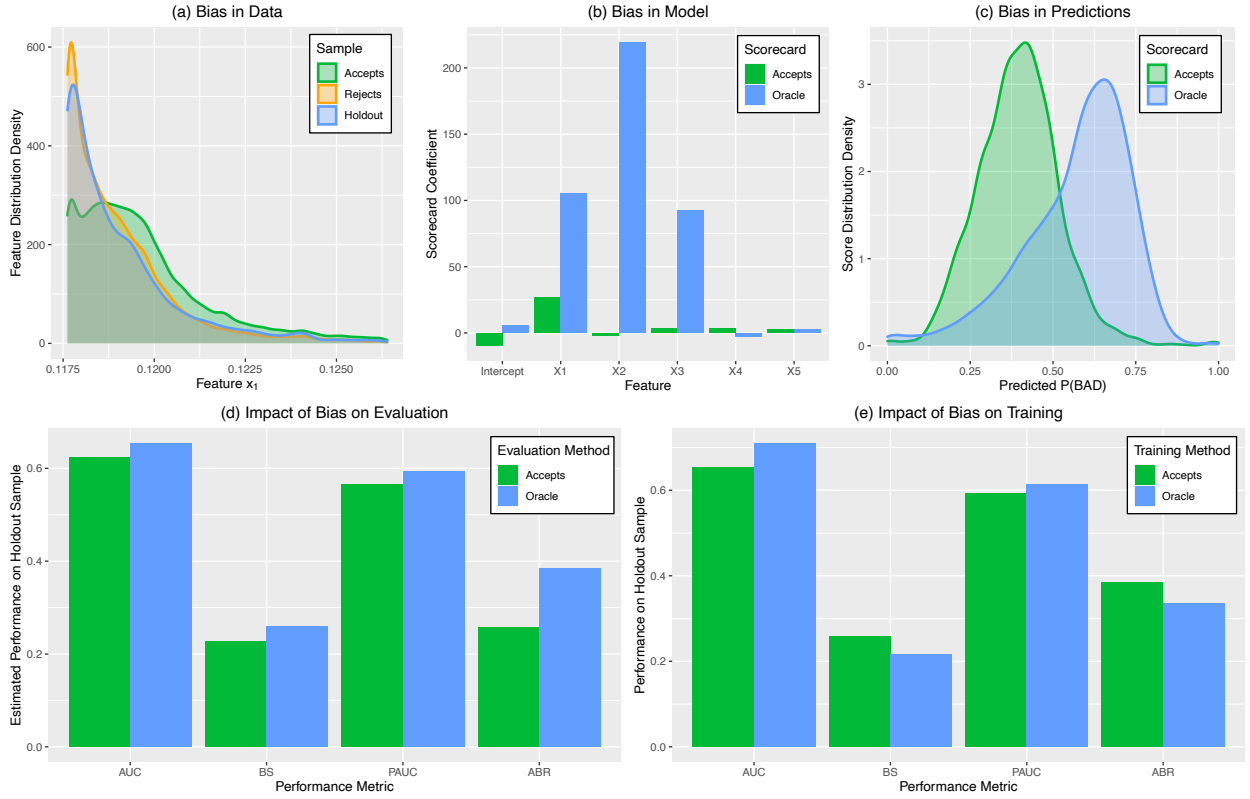 (a) Bias in Data
Feature Distribution Density
600
400
200
0
0.1175
0.1200
0.1225
0.1250
Feature x₁
Sample
Accepts
Rejects
Holdout
(b) Bias in Model
Scorecard Coefficient
200
150
100
50
0
Intercept
X1
X2
X3
X4
X5
Feature
Scorecard
Accepts
Oracle
(c) Bias in Predictions
Score Distribution Density
3
2
1
0
0.00
0.25
0.50
0.75
1.00
Predicted P(BAD)
Scorecard
Accepts
Oracle
(d) Impact of Bias on Evaluation
Estimated Performance on Holdout Sample
0.6
0.4
0.2
0.0
AUC
BS
PAUC
ABR
Performance Metric
Evaluation Method
Accepts
Oracle
(e) Impact of Bias on Training
Performance on Holdout Sample
0.6
0.4
0.2
0.0
AUC
BS
PAUC
ABR
Performance Metric
Training Method
Accepts
Oracle